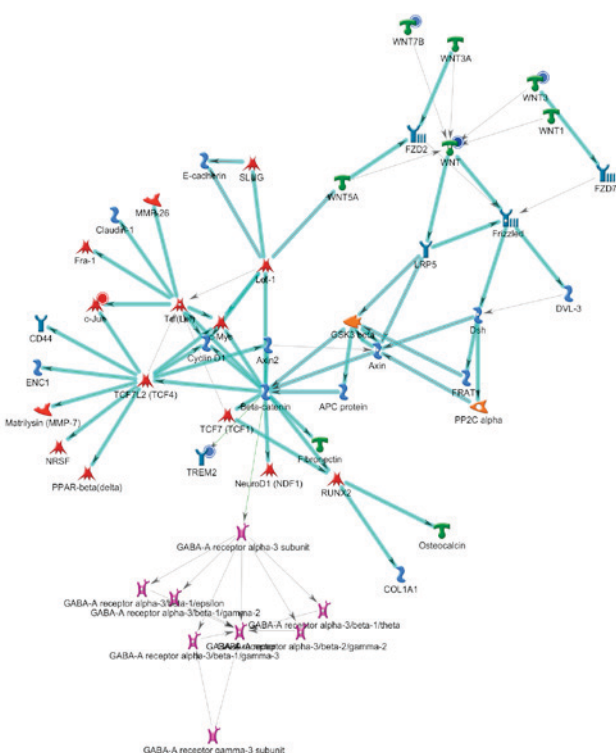 WNT7B
WNT3A
WNT3
WNT1
FZD2
WNT
FZD7
E-cadherin
SLUG
WNT5A
MMP-26
Claudin-1
Fra-1
Frizzled
LRP5
Lef-1
c-Jun
Tcf(Lef)
c-Myc
DVL-3
GSK3 beta
Dsh
CD44
Cyclin D1
Axin2
Axin
ENC1
TCF7L2 (TCF4)
Beta-catenin
APC protein
FRAT1
PP2C alpha
Matrilysin (MMP-7)
TCF7 (TCF1)
NRSF
Fibronectin
TREM2
PPAR-beta(delta)
NeuroD1 (NDF1)
RUNX2
Osteocalcin
GABA-A receptor alpha-3 subunit
COL1A1
GABA-A receptor alpha-3/beta-1/epsilon
GABA-A receptor alpha-3/beta-1/gamma-2
GABA-A receptor alpha-3/beta-1/theta
GABA-A receptor alpha-3/beta-2/gamma-2
GABA-A receptor alpha-3/beta-1/gamma-3
GABA-A receptor gamma-3 subunit